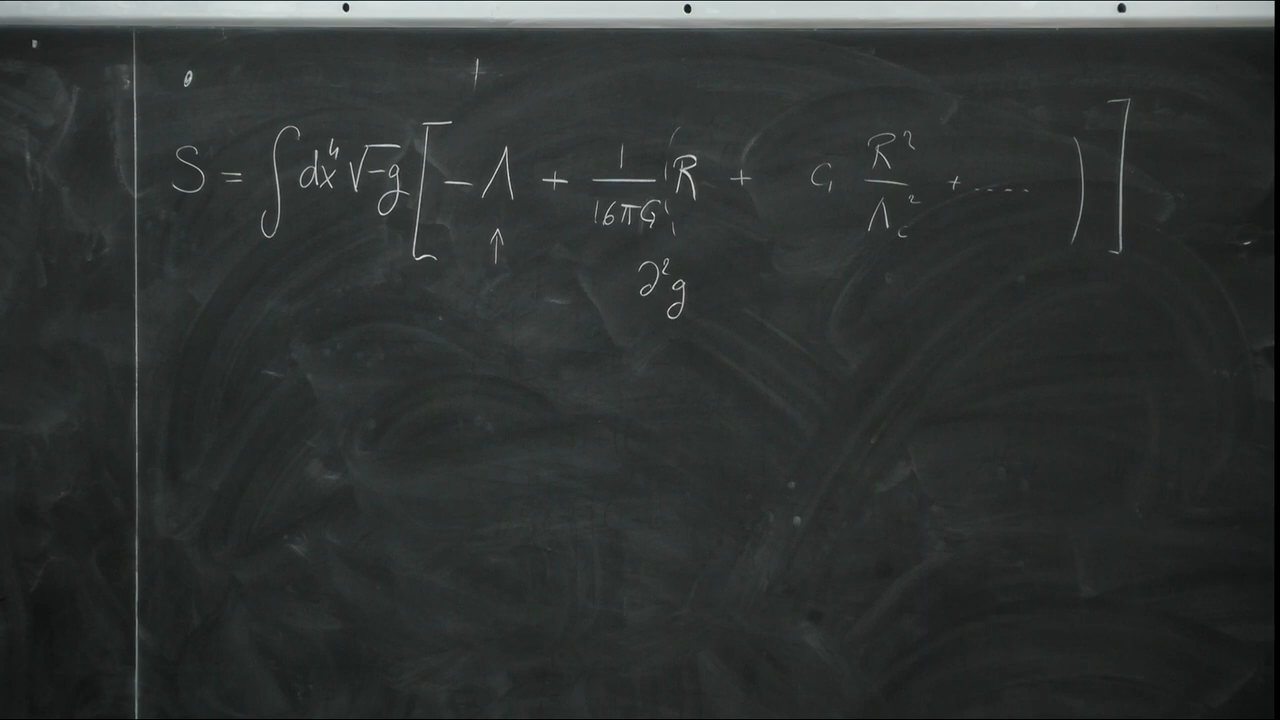 S = ∫ dx⁴ √-g [ - Λ + 1/16πG ( R + C₁ R²/Λc² + ..... ) ]
↑
∂²g